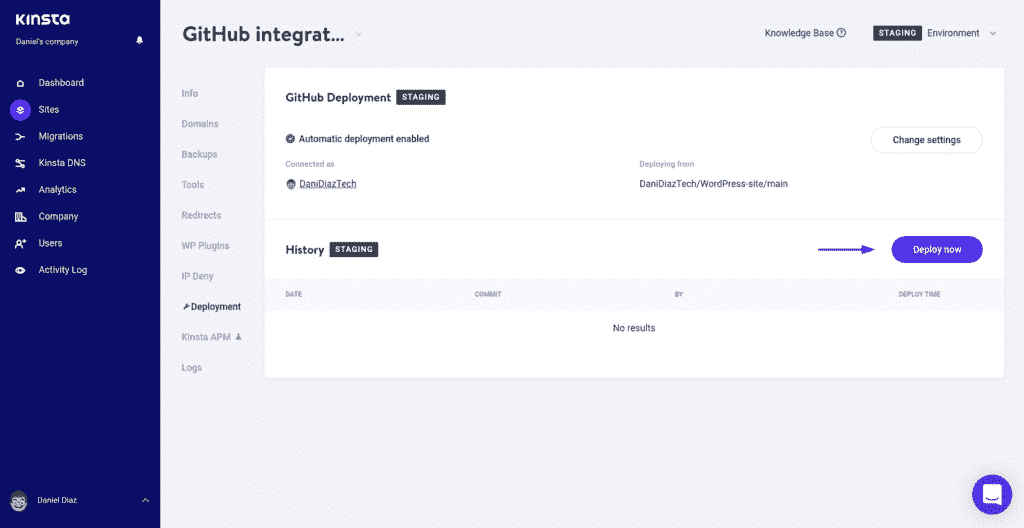 KINSTA
Daniel's company
Dashboard
Sites
Migrations
Kinsta DNS
Analytics
Company
Users
Activity Log
Daniel Diaz
GitHub integrat...
Knowledge Base
STAGING Environment
Info
Domains
Backups
Tools
Redirects
WP Plugins
IP Deny
Deployment
Kinsta APM
Logs
GitHub Deployment STAGING
Automatic deployment enabled
Change settings
Connected as Deploying from
DaniDiazTech DaniDiazTech/WordPress-site/main
History STAGING
Deploy now
DATE COMMIT BY DEPLOY TIME
No results